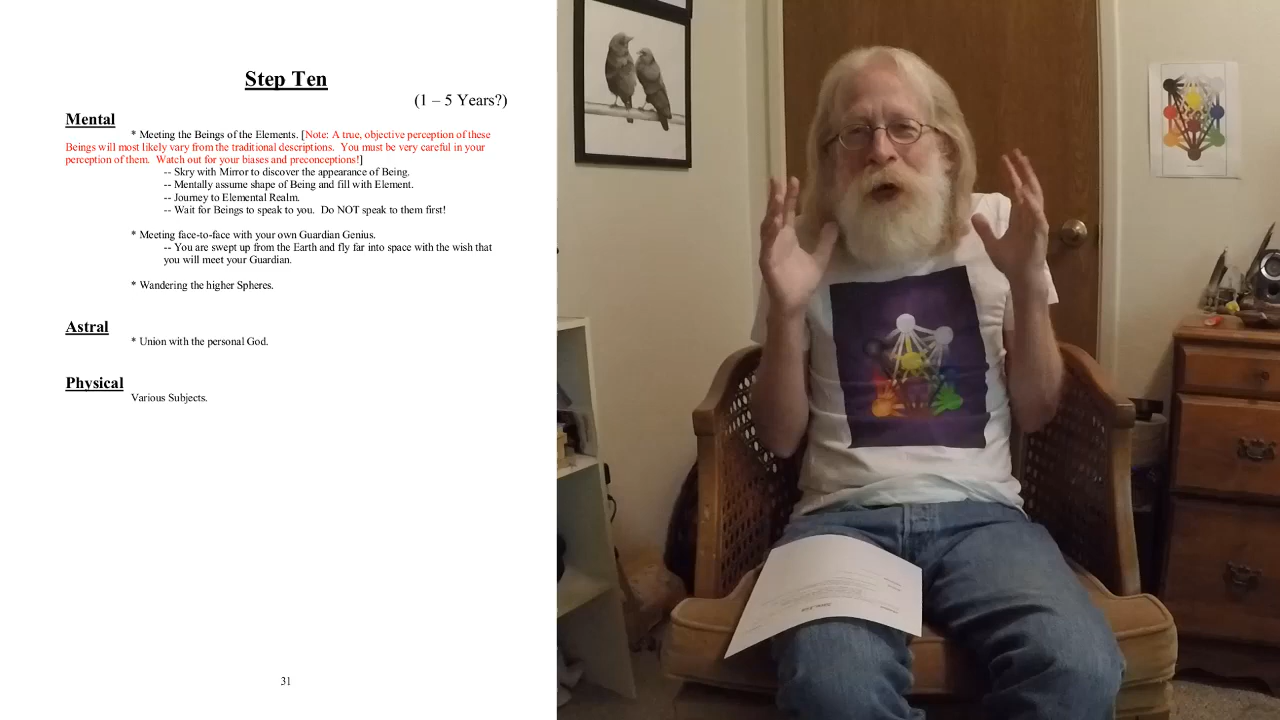 Step Ten
(1 – 5 Years?)
Mental
* Meeting the Beings of the Elements. [Note: A true, objective perception of these
Beings will most likely vary from the traditional descriptions. You must be very careful in your
perception of them. Watch out for your biases and preconceptions!]
-- Skry with Mirror to discover the appearance of Being.
-- Mentally assume shape of Being and fill with Element.
-- Journey to Elemental Realm.
-- Wait for Beings to speak to you. Do NOT speak to them first!
* Meeting face-to-face with your own Guardian Genius.
-- You are swept up from the Earth and fly far into space with the wish that
you will meet your Guardian.
* Wandering the higher Spheres.
Astral
* Union with the personal God.
Physical
Various Subjects.
31